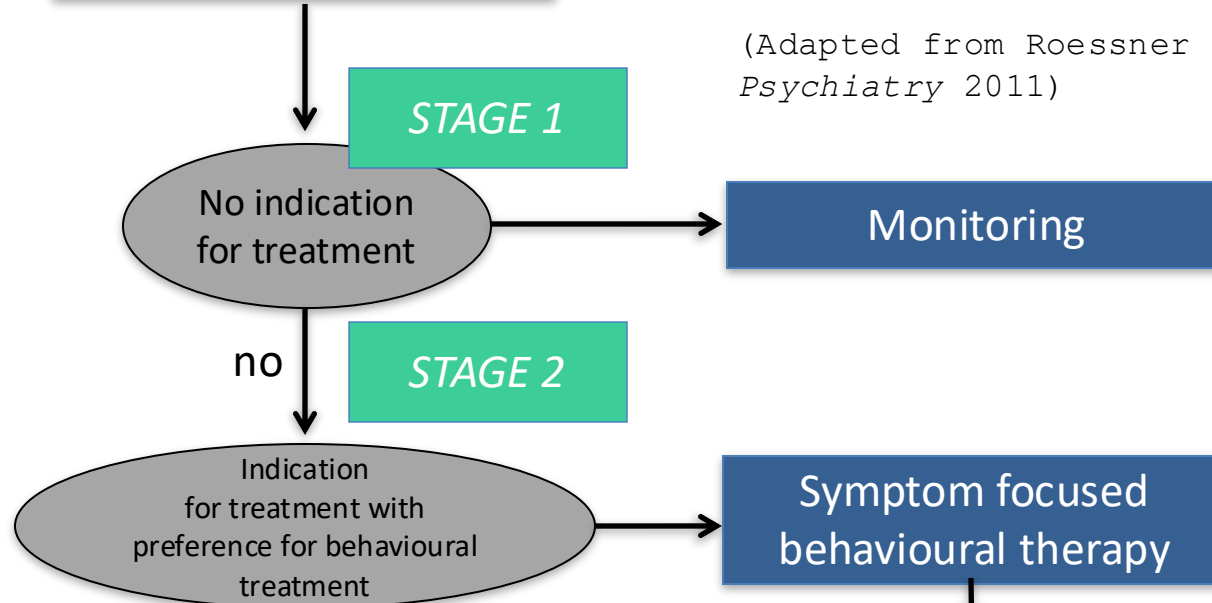 (Adapted from Roessner
Psychiatry 2011)
STAGE 1
No indication
for treatment
Monitoring
no
STAGE 2
Indication
for treatment with
preference for behavioural
treatment
Symptom focused
behavioural therapy